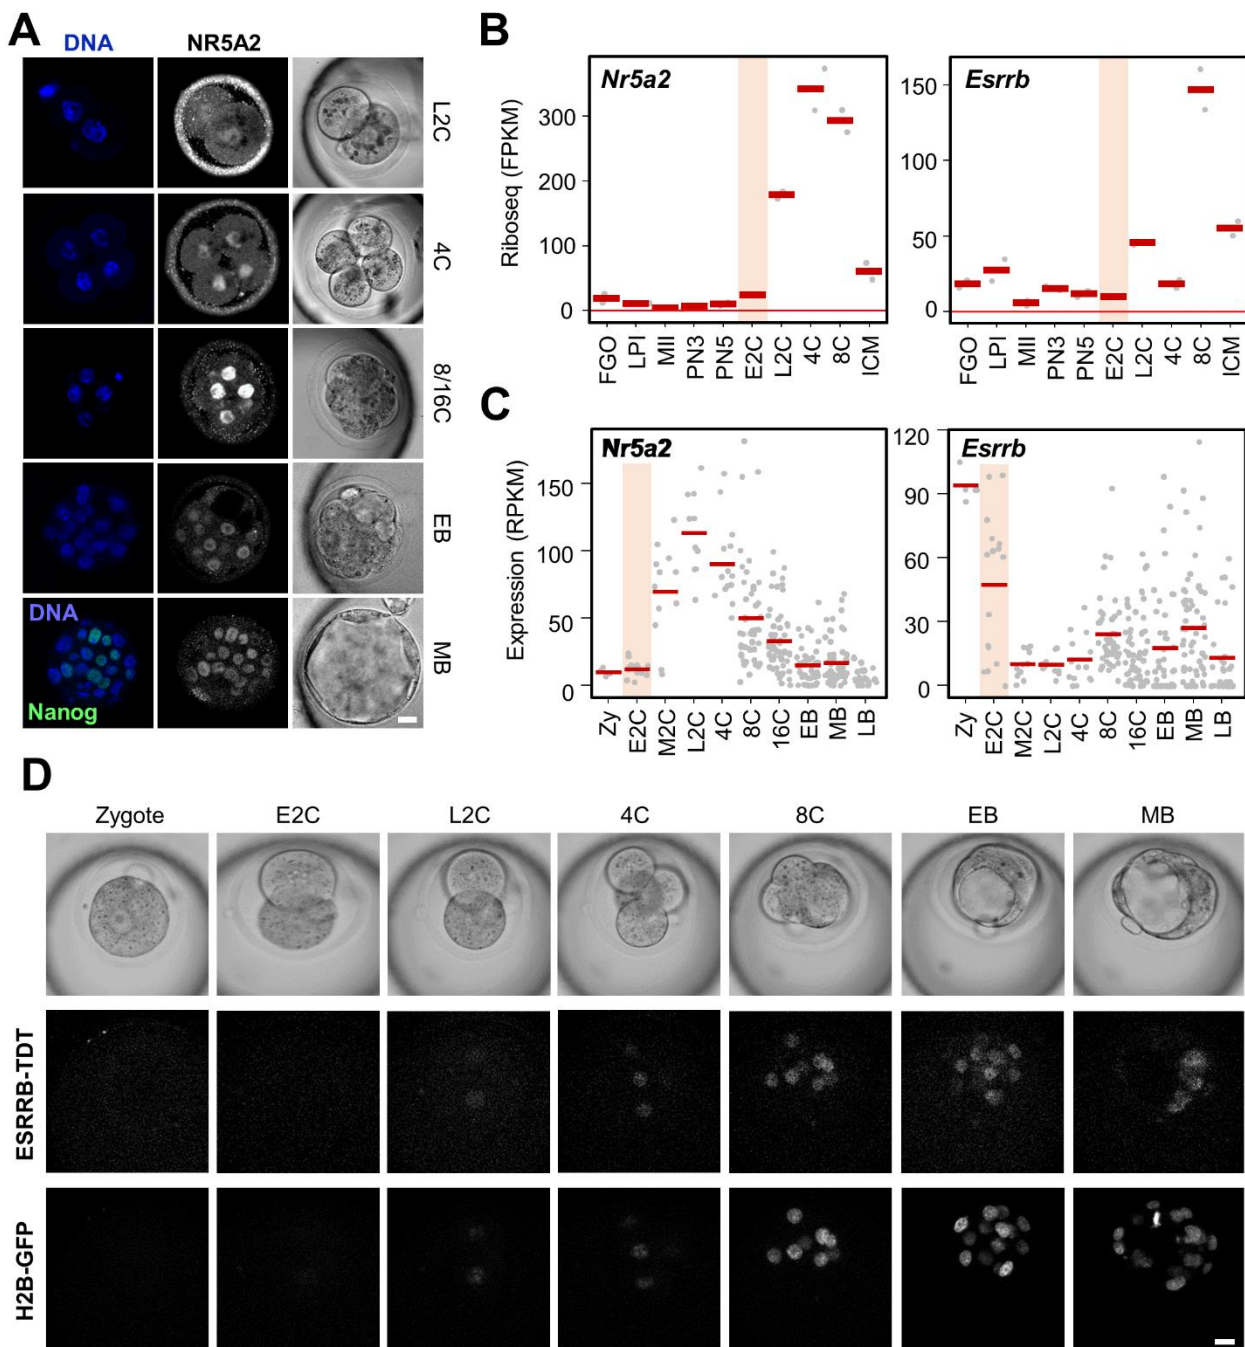 A
DNA
NR5A2
L2C
4C
8/16C
EB
MB
DNA
Nanog
B
Riboseq (FPKM)
Nr5a2
300
200
100
0
FGO
LPI
MII
PN3
PN5
E2C
L2C
4C
8C
ICM
Esrrb
150
100
50
0
FGO
LPI
MII
PN3
PN5
E2C
L2C
4C
8C
ICM
C
Expression (RPKM)
Nr5a2
150
100
50
0
Zy
E2C
M2C
L2C
4C
8C
16C
EB
MB
LB
Esrrb
120
90
60
30
0
Zy
E2C
M2C
L2C
4C
8C
16C
EB
MB
LB
D
Zygote
E2C
L2C
4C
8C
EB
MB
ESRRB-TDT
H2B-GFP